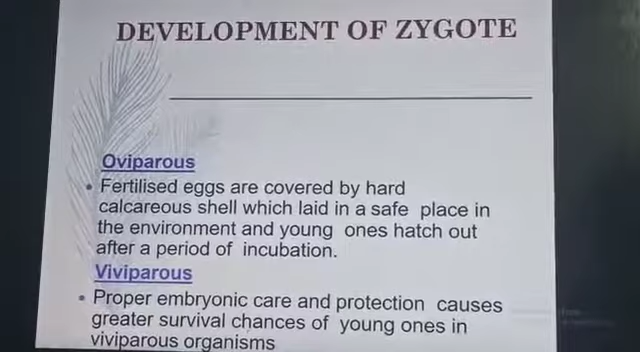 DEVELOPMENT OF ZYGOTE
Oviparous
• Fertilised eggs are covered by hard
calcareous shell which laid in a safe place in
the environment and young ones hatch out
after a period of incubation.
Viviparous
• Proper embryonic care and protection causes
greater survival chances of young ones in
viviparous organisms